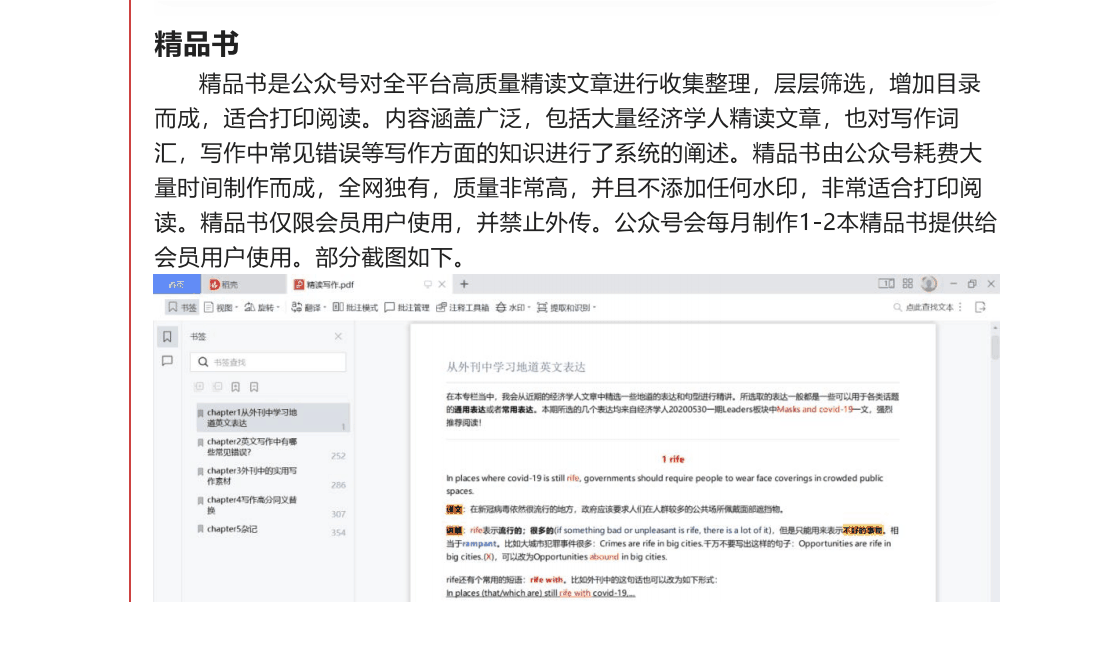 精品书
精品书是公众号对全平台高质量精读文章进行收集整理，层层筛选，增加目录
而成，适合打印阅读。内容涵盖广泛，包括大量经济学人精读文章，也对写作词
汇，写作中常见错误等写作方面的知识进行了系统的阐述。精品书由公众号耗费大
量时间制作而成，全网独有，质量非常高，并且不添加任何水印，非常适合打印阅
读。精品书仅限会员用户使用，并禁止外传。公众号会每月制作1-2本精品书提供给
会员用户使用。部分截图如下。
首页 稻壳 精读写作.pdf
书签 视图 旋转 翻译 批注模式 批注管理 注释工具箱 水印 提取和识别 点此查找文本
书签
书签查找
chapter1从外刊中学习地
道英文表达 1
chapter2英文写作中有哪
些常见错误? 252
chapter3外刊中的实用写
作素材 286
chapter4写作高分同义替
换 307
chapter5杂记 354
从外刊中学习地道英文表达
在本专栏当中，我会从近期的经济学人文章中精选一些地道的表达和句型进行精讲。所选取的表达一般都是一些可以用于各类话题
的通用表达或者常用表达。本期所选的几个表达均来自经济学人20200530一期Leaders板块中Masks and covid-19一文，强烈
推荐阅读!
1 rife
In places where covid-19 is still rife, governments should require people to wear face coverings in crowded public
spaces.
译文：在新冠病毒依然很流行的地方，政府应该要求人们在人群较多的公共场所佩戴面部遮挡物。
讲解：rife表示流行的；很多的(if something bad or unpleasant is rife, there is a lot of it)，但是只能用来表示不好的事物。相
当于rampant。比如大城市犯罪事件很多：Crimes are rife in big cities.千万不要写出这样的句子：Opportunities are rife in
big cities.(X)，可以改为Opportunities abound in big cities.
rife还有个常用的短语：rife with。比如外刊中的这句话也可以改为如下形式：
In places (that/which are) still rife with covid-19,...